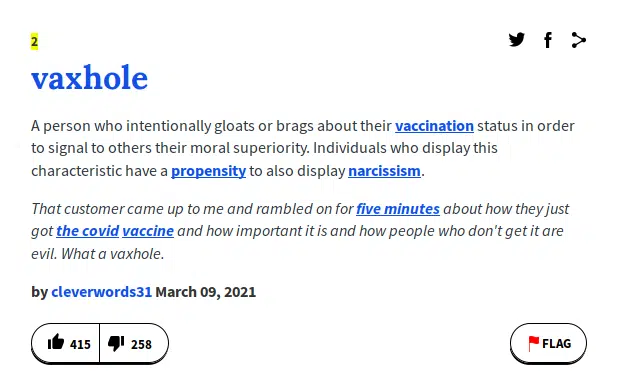 2
vaxhole
A person who intentionally gloats or brags about their vaccination status in order
to signal to others their moral superiority. Individuals who display this
characteristic have a propensity to also display narcissism.
That customer came up to me and rambled on for five minutes about how they just
got the covid vaccine and how important it is and how people who don't get it are
evil. What a vaxhole.
by cleverwords31 March 09, 2021
415 258 FLAG